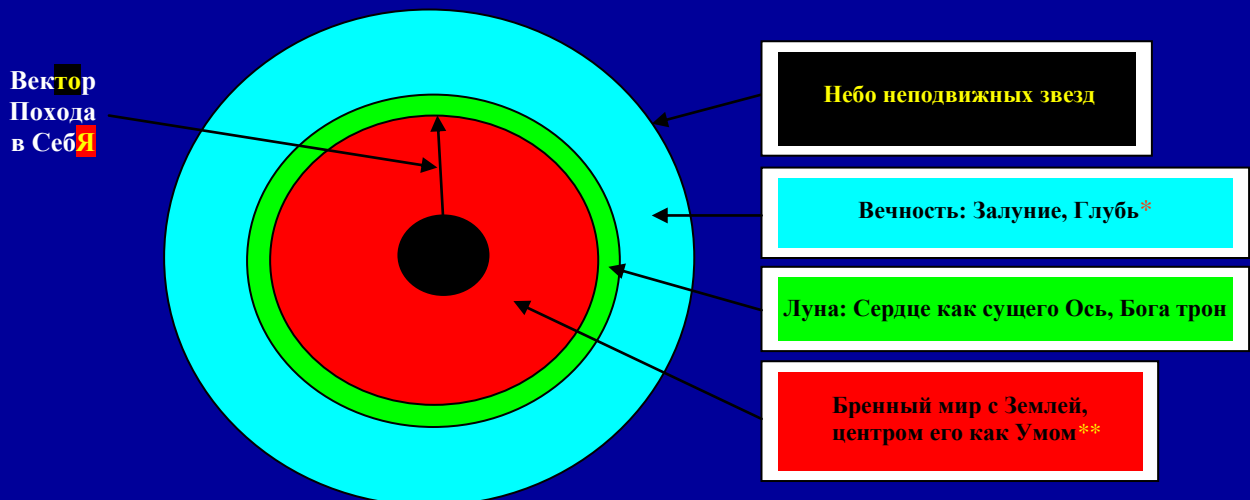 Вектор
Похода
в СебЯ
Небо неподвижных звезд
Вечность: Залуние, Глубь*
Луна: Сердце как сущего Ось, Бога трон
Бренный мир с Землей,
центром его как Умом**